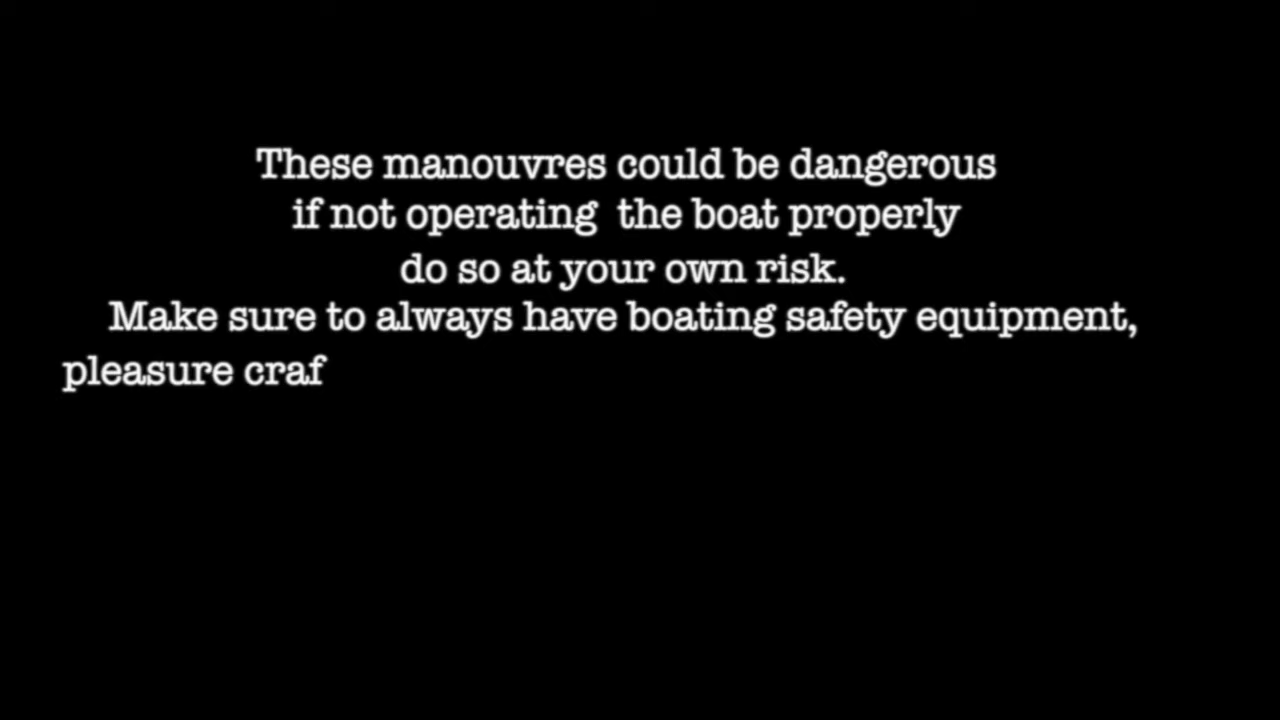 These manouvres could be dangerous
if not operating  the boat properly
do so at your own risk.
Make sure to always have boating safety equipment,
pleasure craf